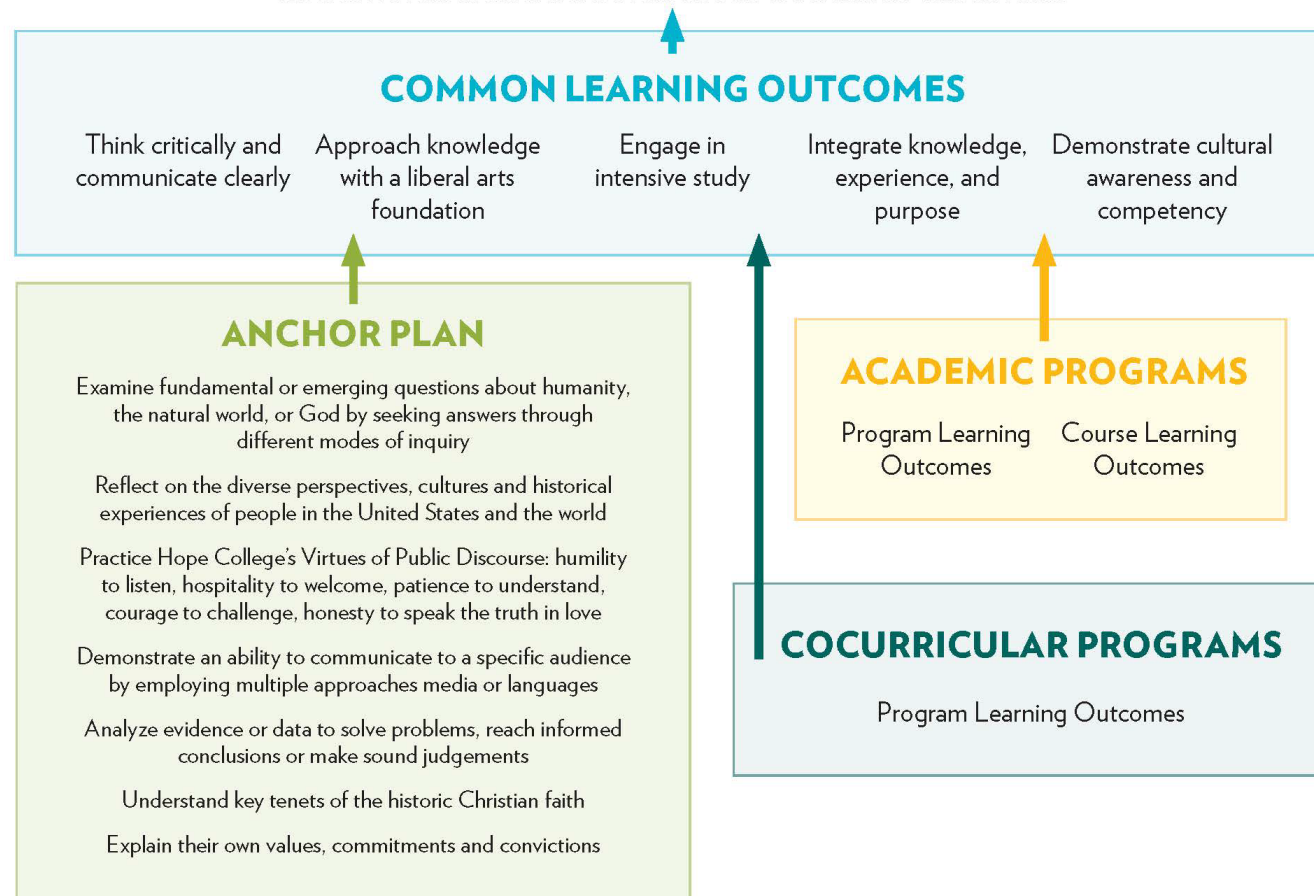 COMMON LEARNING OUTCOMES
Think critically and
communicate clearly
Approach knowledge
with a liberal arts
foundation
Engage in
intensive study
Integrate knowledge,
experience, and
purpose
Demonstrate cultural
awareness and
competency
ANCHOR PLAN
Examine fundamental or emerging questions about humanity,
the natural world, or God by seeking answers through
different modes of inquiry
Reflect on the diverse perspectives, cultures and historical
experiences of people in the United States and the world
Practice Hope College's Virtues of Public Discourse: humility
to listen, hospitality to welcome, patience to understand,
courage to challenge, honesty to speak the truth in love
Demonstrate an ability to communicate to a specific audience
by employing multiple approaches media or languages
Analyze evidence or data to solve problems, reach informed
conclusions or make sound judgements
Understand key tenets of the historic Christian faith
Explain their own values, commitments and convictions
ACADEMIC PROGRAMS
Program Learning
Outcomes
Course Learning
Outcomes
COCURRICULAR PROGRAMS
Program Learning Outcomes